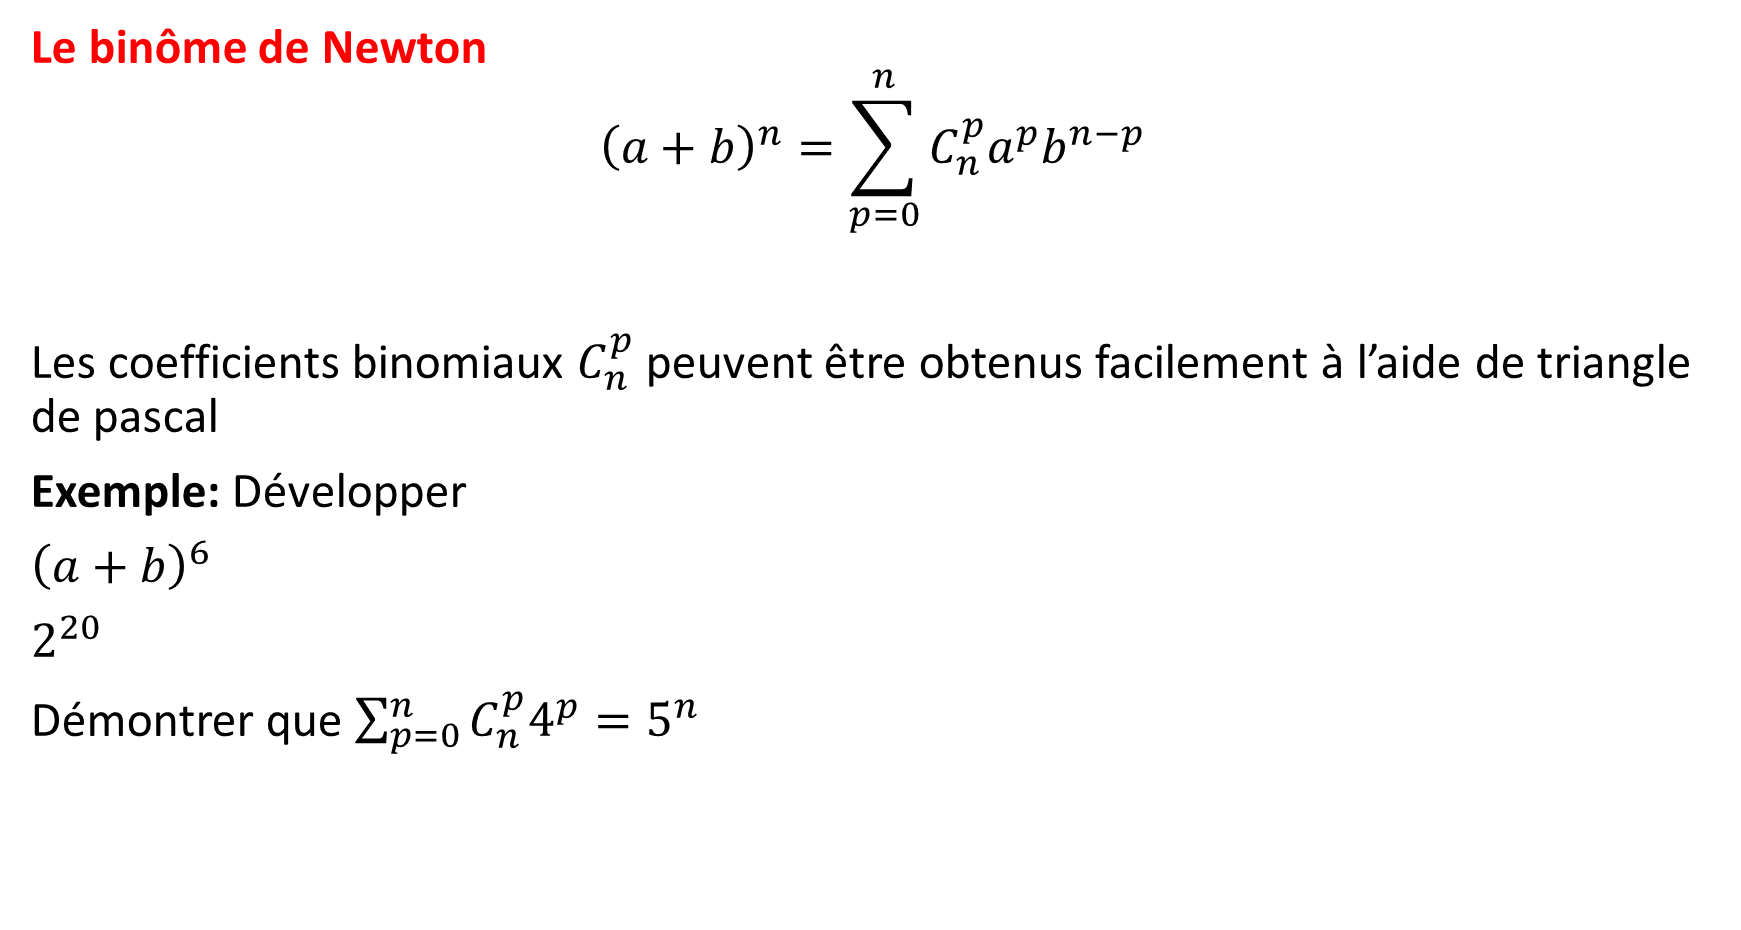 Le binôme de Newton
$(a + b)^n = \sum_{p=0}^{n} C_n^p a^p b^{n-p}$
Les coefficients binomiaux $C_n^p$ peuvent être obtenus facilement à l’aide de triangle
de pascal
Exemple: Développer
$(a + b)^6$
$2^{20}$
Démontrer que $\sum_{p=0}^{n} C_n^p 4^p = 5^n$